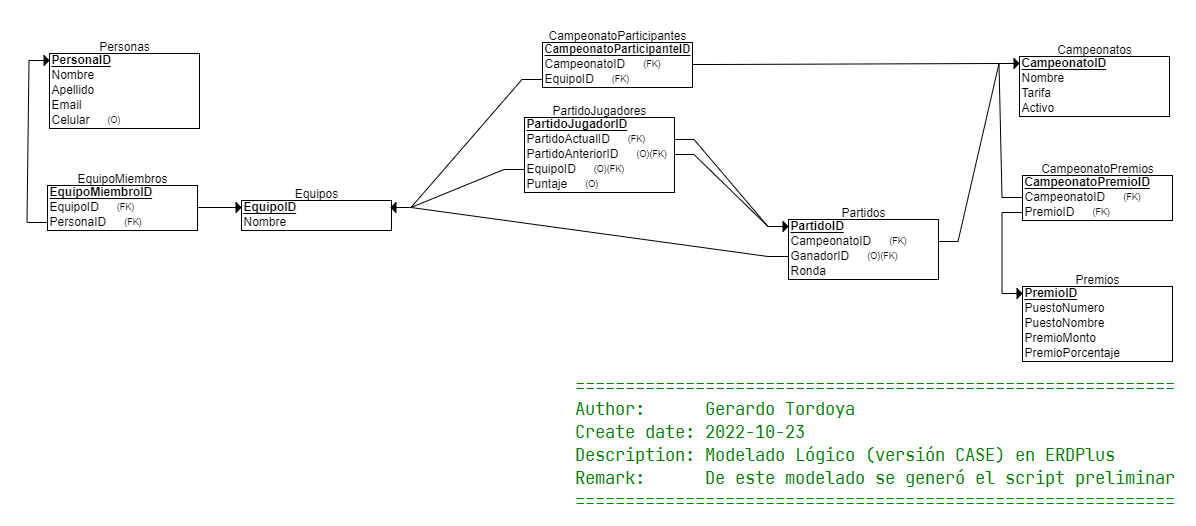 Personas
PersonaID
Nombre
Apellido
Email
Celular (O)
EquipoMiembros
EquipoMiembroID
EquipoID (FK)
PersonaID (FK)
Equipos
EquipoID
Nombre
CampeonatoParticipantes
CampeonatoParticipanteID
CampeonatoID (FK)
EquipoID (FK)
PartidoJugadores
PartidoJugadorID
PartidoActualID (FK)
PartidoAnteriorID (O)(FK)
EquipoID (O)(FK)
Puntaje (O)
Partidos
PartidoID
CampeonatoID (FK)
GanadorID (O)(FK)
Ronda
Campeonatos
CampeonatoID
Nombre
Tarifa
Activo
CampeonatoPremios
CampeonatoPremioID
CampeonatoID (FK)
PremioID (FK)
Premios
PremioID
PuestoNumero
PuestoNombre
PremioMonto
PremioPorcentaje
============================================================
Author: Gerardo Tordoya
Create date: 2022-10-23
Description: Modelado Lógico (versión CASE) en ERDPlus
Remark: De este modelado se generó el script preliminar
============================================================